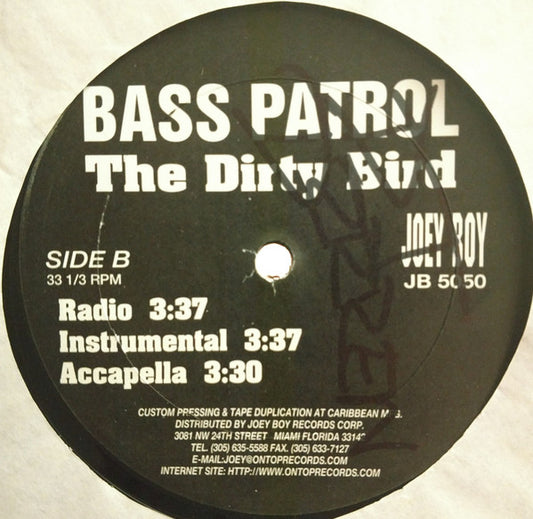 BASS PATROL
The Dirty Bird
JOEY BOY
SIDE B
33 1/3 RPM
JB 5050
Radio 3:37
Instrumental 3:37
Accapella 3:30
CUSTOM PRESSING & TAPE DUPLICATION AT CARIBBEAN
DISTRIBUTED BY JOEY BOY RECORDS CORP.
3081 NW 24TH STREET MIAMI FLORIDA 33142
TEL. (305) 635-5588 FAX. (305) 633-7127
E-MAIL:JOEY@ONTOPRECORDS.COM
INTERNET SITE: HTTP://WWW.ONTOPRECORDS.COM